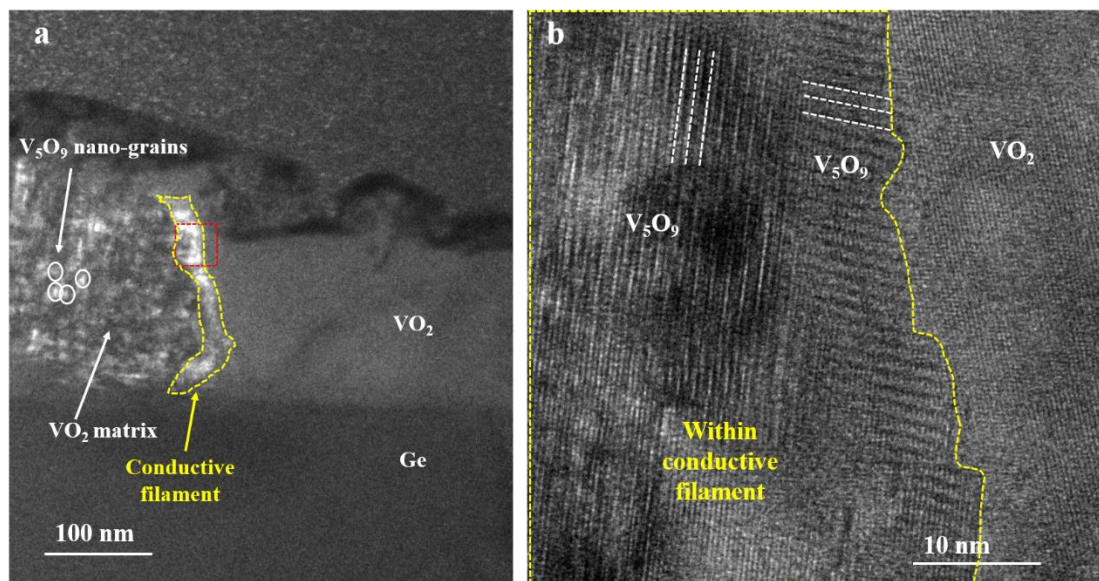 a
V₅O₉ nano-grains
VO₂
VO₂ matrix
Conductive
filament
Ge
100 nm
b
V₅O₉
VO₂
V₅O₉
Within
conductive
filament
10 nm